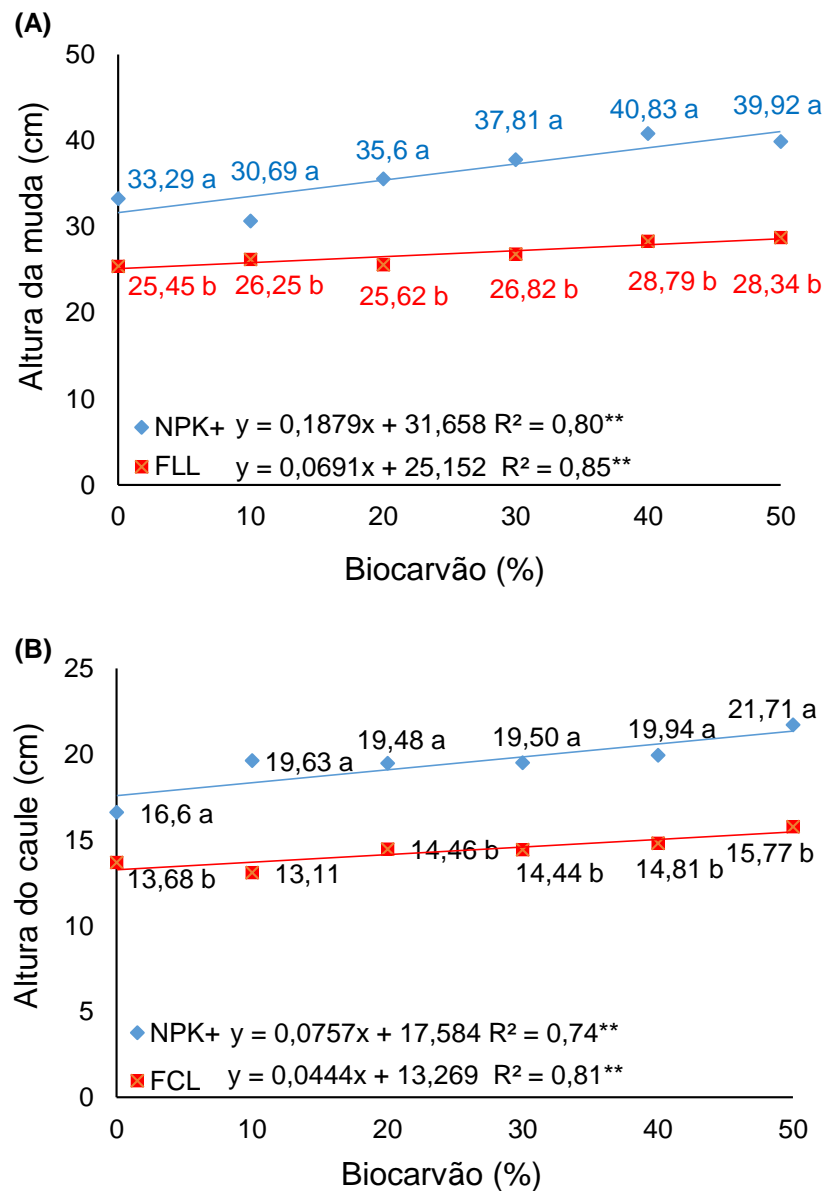 (A)
50
40
30
20
10
0
Altura da muda (cm)
33,29 a
30,69 a
35,6 a
37,81 a
40,83 a
39,92 a
25,45 b
26,25 b
25,62 b
26,82 b
28,79 b
28,34 b
NPK+ y = 0,1879x + 31,658 R² = 0,80**
FLL y = 0,0691x + 25,152 R² = 0,85**
0 10 20 30 40 50
Biocarvão (%)
(B)
25
20
15
10
5
0
Altura do caule (cm)
16,6 a
19,63 a
19,48 a
19,50 a
19,94 a
21,71 a
13,68 b
13,11
14,46 b
14,44 b
14,81 b
15,77 b
NPK+ y = 0,0757x + 17,584 R² = 0,74**
FCL y = 0,0444x + 13,269 R² = 0,81**
0 10 20 30 40 50
Biocarvão (%)